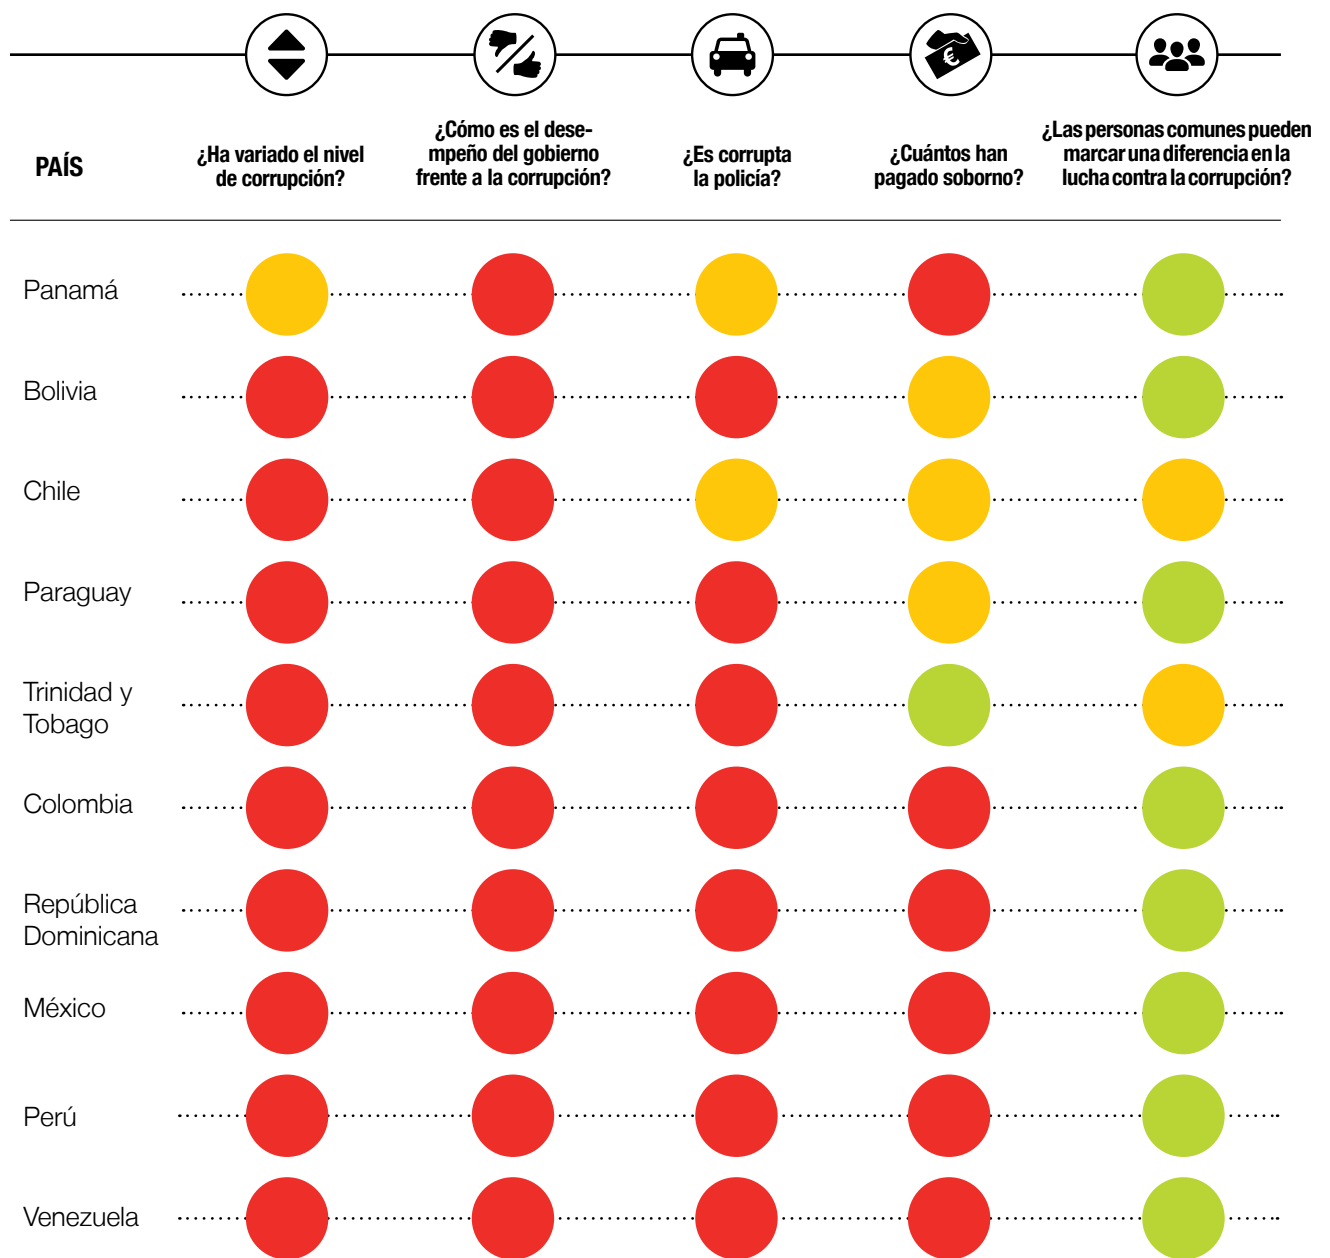 PAÍS
¿Ha variado el nivel
de corrupción?
¿Cómo es el dese-
mpeño del gobierno
frente a la corrupción?
¿Es corrupta
la policía?
¿Cuántos han
pagado soborno?
¿Las personas comunes pueden
marcar una diferencia en la
lucha contra la corrupción?
Panamá
Bolivia
Chile
Paraguay
Trinidad y
Tobago
Colombia
República
Dominicana
México
Perú
Venezuela